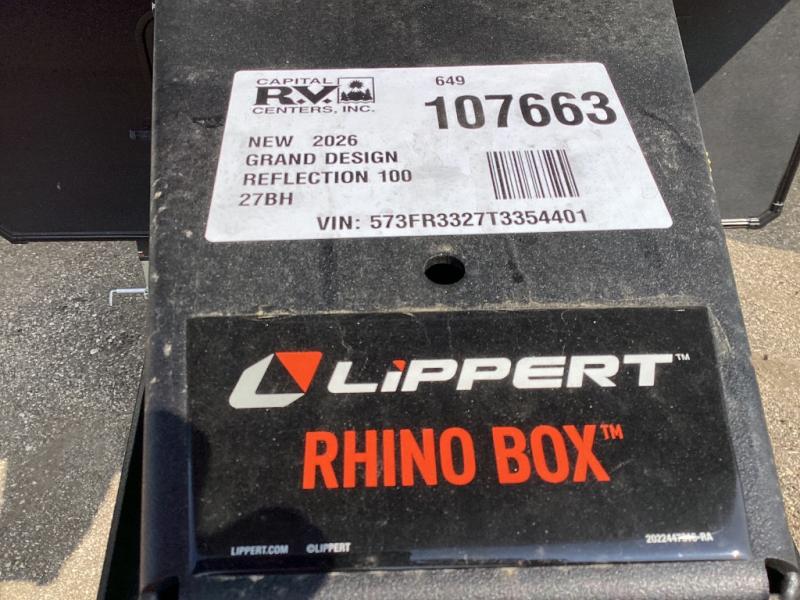 CAPITAL
R.V.
CENTERS, INC.
649
107663
NEW 2026
GRAND DESIGN
REFLECTION 100
27BH
VIN: 573FR3327T3354401
LiPPERT™
RHINO BOX™
LIPPERT.COM ©LIPPERT